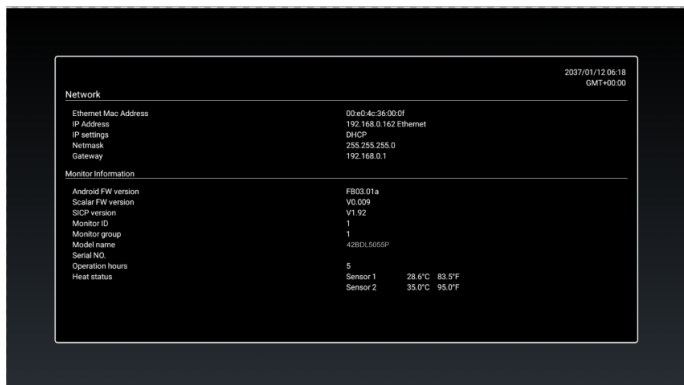 2037/01/12 06:18
GMT+00:00
Network
Ethernet Mac Address 00:e0:4c:36:00:0f
IP Address 192.168.0.162 Ethernet
IP settings DHCP
Netmask 255.255.255.0
Gateway 192.168.0.1
Monitor Information
Android FW version FB03.01a
Scalar FW version V0.009
SICP version V1.92
Monitor ID 1
Monitor group 1
Model name 42BDL5055P
Serial NO.
Operation hours 5
Heat status Sensor 1 28.6°C 83.5°F
Sensor 2 35.0°C 95.0°F